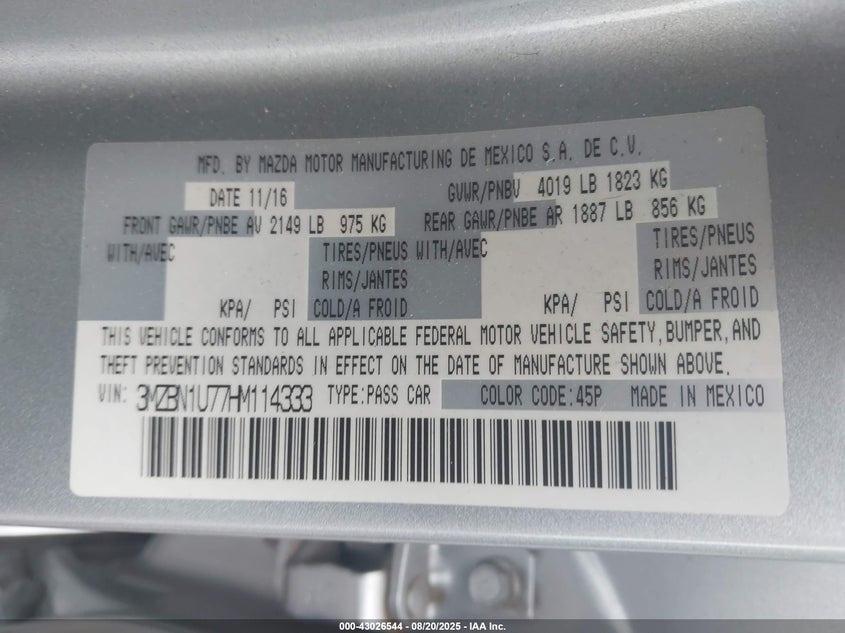 MFD. BY MAZDA MOTOR MANUFACTURING DE MEXICO S.A. DE C.V.
DATE 11/16 GVWR/PNBV 4019 LB 1823 KG
FRONT GAWR/PNBE AV 2149 LB 975 KG REAR GAWR/PNBE AR 1887 LB 856 KG
WITH/AVEC TIRES/PNEUS WITH/AVEC TIRES/PNEUS
RIMS/JANTES RIMS/JANTES
KPA/ PSI COLD/A FROID KPA/ PSI COLD/A FROID
THIS VEHICLE CONFORMS TO ALL APPLICABLE FEDERAL MOTOR VEHICLE SAFETY, BUMPER, AND
THEFT PREVENTION STANDARDS IN EFFECT ON THE DATE OF MANUFACTURE SHOWN ABOVE.
VIN: 3MZBN1U77HM114333 TYPE:PASS CAR COLOR CODE:45P MADE IN MEXICO
000-43026544 - 08/20/2025 - IAA Inc.